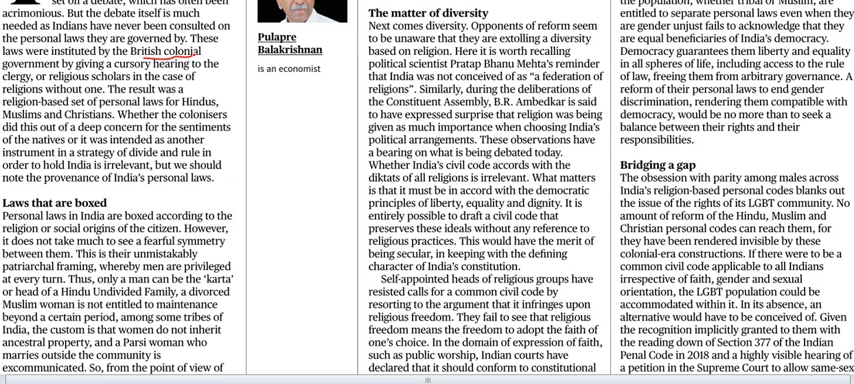 set on a debate, which has often been
acrimonious. But the debate itself is much
needed as Indians have never been consulted on
the personal laws they are governed by. These
laws were instituted by the British colonial
government by giving a cursory hearing to the
clergy, or religious scholars in the case of
religions without one. The result was a
religion-based set of personal laws for Hindus,
Muslims and Christians. Whether the colonisers
did this out of a deep concern for the sentiments
of the natives or it was intended as another
instrument in a strategy of divide and rule in
order to hold India is irrelevant, but we should
note the provenance of India's personal laws.
Laws that are boxed
Personal laws in India are boxed according to the
religion or social origins of the citizen. However,
it does not take much to see a fearful symmetry
between them. This is their unmistakably
patriarchal framing, whereby men are privileged
at every turn. Thus, only a man can be the 'karta'
or head of a Hindu Undivided Family, a divorced
Muslim woman is not entitled to maintenance
beyond a certain period, among some tribes of
India, the custom is that women do not inherit
ancestral property, and a Parsi woman who
marries outside the community is
excommunicated. So, from the point of view of
Pulapre
Balakrishnan
is an economist
The matter of diversity
Next comes diversity. Opponents of reform seem
to be unaware that they are extolling a diversity
based on religion. Here it is worth recalling
political scientist Pratap Bhanu Mehta's reminder
that India was not conceived of as "a federation of
religions". Similarly, during the deliberations of
the Constituent Assembly, B.R. Ambedkar is said
to have expressed surprise that religion was being
given as much importance when choosing India's
political arrangements. These observations have
a bearing on what is being debated today.
Whether India's civil code accords with the
diktats of all religions is irrelevant. What matters
is that it must be in accord with the democratic
principles of liberty, equality and dignity. It is
entirely possible to draft a civil code that
preserves these ideals without any reference to
religious practices. This would have the merit of
being secular, in keeping with the defining
character of India's constitution.
Self-appointed heads of religious groups have
resisted calls for a common civil code by
resorting to the argument that it infringes upon
religious freedom. They fail to see that religious
freedom means the freedom to adopt the faith of
one's choice. In the domain of expression of faith,
such as public worship, Indian courts have
declared that it should conform to constitutional
the population, whether tribal or Muslim, are
entitled to separate personal laws even when they
are gender unjust fails to acknowledge that they
are equal beneficiaries of India's democracy.
Democracy guarantees them liberty and equality
in all spheres of life, including access to the rule
of law, freeing them from arbitrary governance. A
reform of their personal laws to end gender
discrimination, rendering them compatible with
democracy, would be no more than to seek a
balance between their rights and their
responsibilities.
Bridging a gap
The obsession with parity among males across
India's religion-based personal codes blanks out
the issue of the rights of its LGBT community. No
amount of reform of the Hindu, Muslim and
Christian personal codes can reach them, for
they have been rendered invisible by these
colonial-era constructions. If there were to be a
common civil code applicable to all Indians
irrespective of faith, gender and sexual
orientation, the LGBT population could be
accommodated within it. In its absence, an
alternative would have to be conceived of. Given
the recognition implicitly granted to them with
the reading down of Section 377 of the Indian
Penal Code in 2018 and a highly visible hearing of
a petition in the Supreme Court to allow same-sex